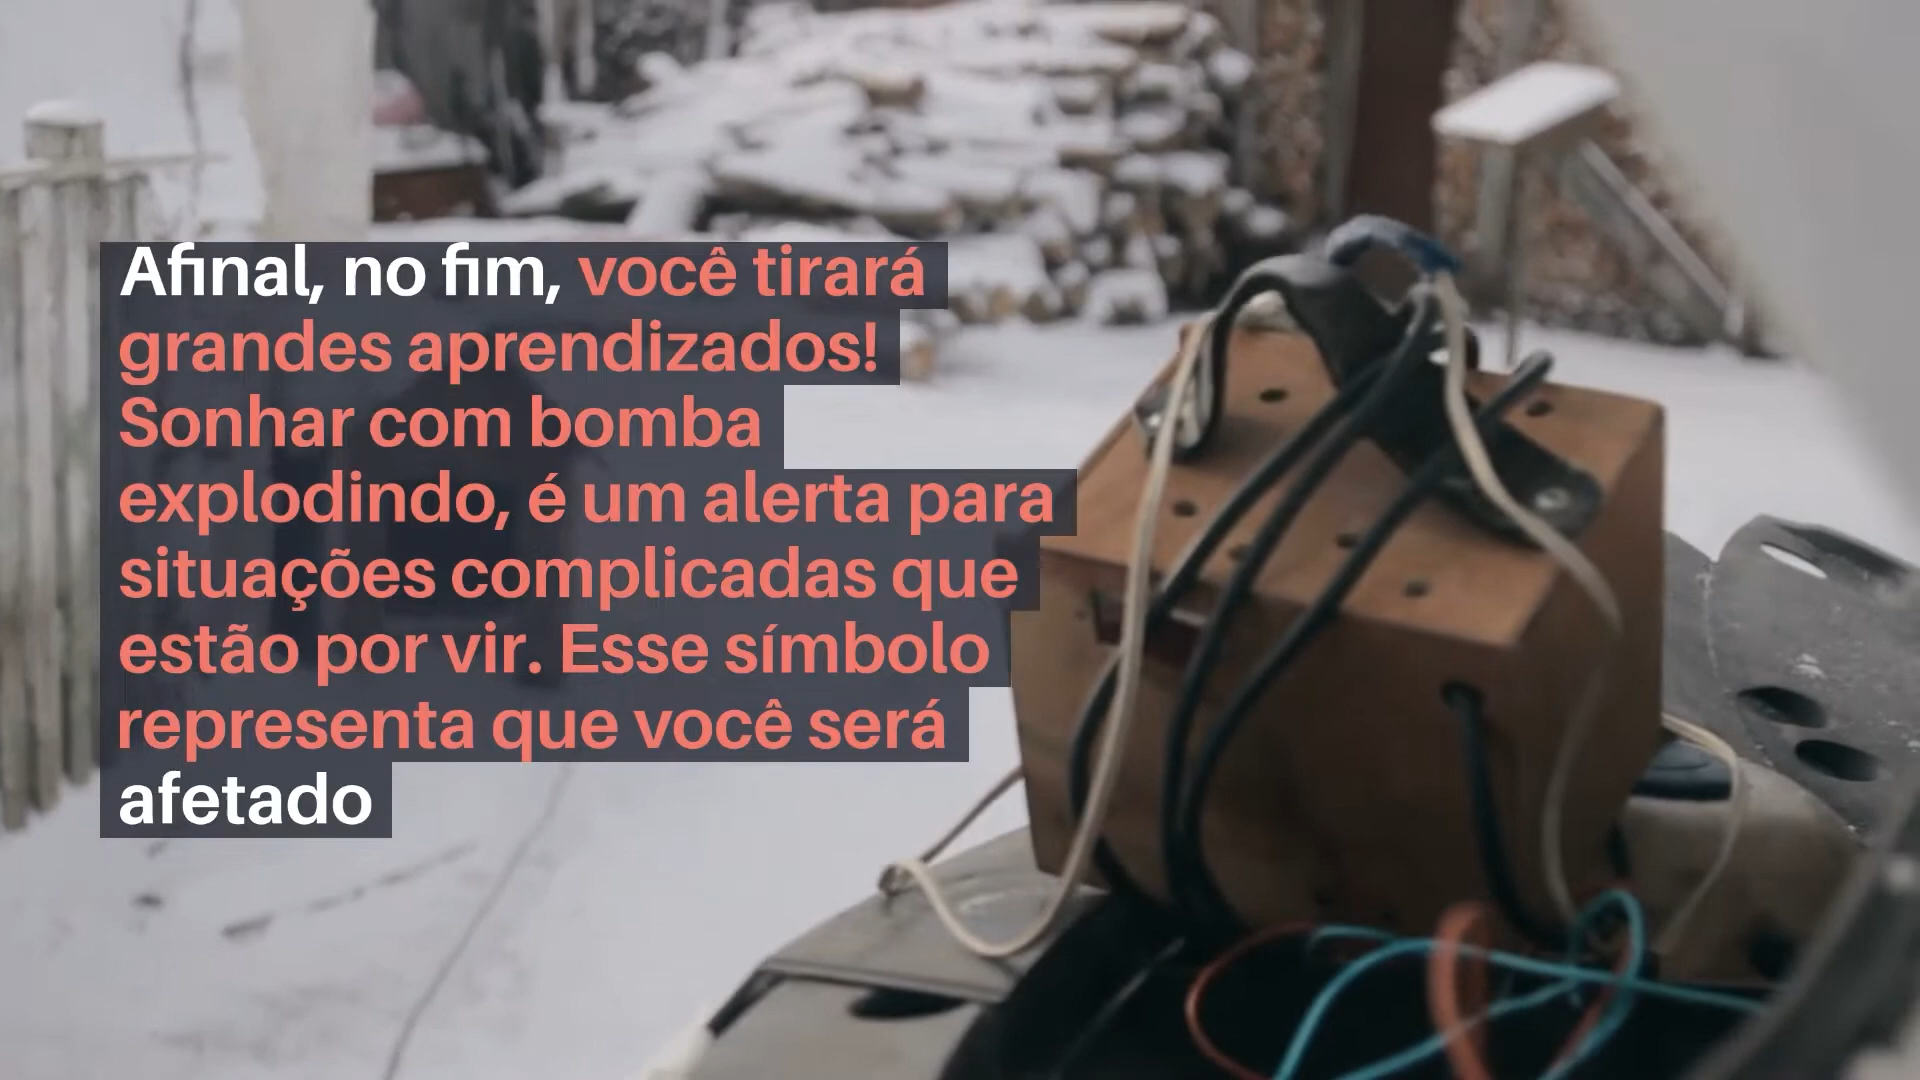 Afinal, no fim, você tirará
grandes aprendizados!
Sonhar com bomba
explodindo, é um alerta para
situações complicadas que
estão por vir. Esse símbolo
representa que você será
afetado